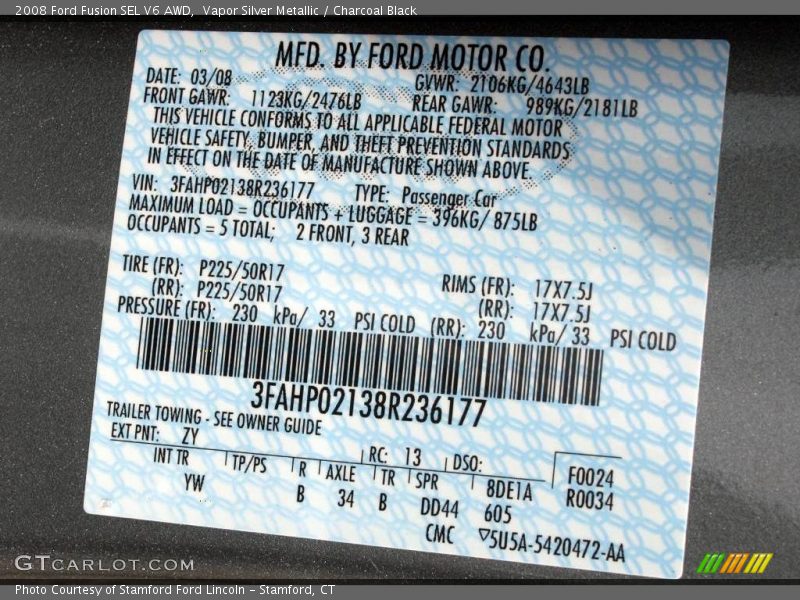 2008 Ford Fusion SEL V6 AWD, Vapor Silver Metallic / Charcoal Black
MFD. BY FORD MOTOR CO.
DATE: 03/08 GVWR: 2106KG/4643LB
FRONT GAWR: 1123KG/2476LB REAR GAWR: 989KG/2181LB
THIS VEHICLE CONFORMS TO ALL APPLICABLE FEDERAL MOTOR
VEHICLE SAFETY, BUMPER, AND THEFT PREVENTION STANDARDS
IN EFFECT ON THE DATE OF MANUFACTURE SHOWN ABOVE.
VIN: 3FAHP02138R236177 TYPE: Passenger Car
MAXIMUM LOAD = OCCUPANTS + LUGGAGE = 396KG/ 875LB
OCCUPANTS = 5 TOTAL; 2 FRONT, 3 REAR
TIRE (FR): P225/50R17 RIMS (FR): 17X7.5J
(RR): P225/50R17 (RR): 17X7.5J
PRESSURE (FR): 230 kPa/ 33 PSI COLD (RR): 230 kPa/ 33 PSI COLD
3FAHP02138R236177
TRAILER TOWING - SEE OWNER GUIDE
EXT PNT: ZY RC: 13 DSO: F0024
INT TR TP/PS R AXLE TR SPR 8DE1A R0034
YW B 34 B DD44 605
CMC 5U5A-5420472-AA
GTCARLOT.COM
Photo Courtesy of Stamford Ford Lincoln - Stamford, CT